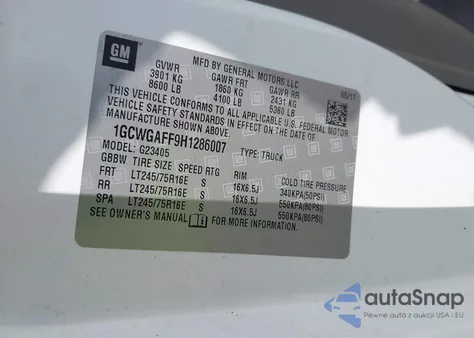 GM
MFD BY GENERAL MOTORS LLC
05/17
GVWR GAWR FRT GAWR RR
3901 KG 1860 KG 2431 KG
8600 LB 4100 LB 5360 LB
THIS VEHICLE CONFORMS TO ALL APPLICABLE U.S. FEDERAL MOTOR
VEHICLE SAFETY STANDARDS IN EFFECT ON THE DATE OF
MANUFACTURE SHOWN ABOVE.
1GCWGAFF9H1286007 TYPE: TRUCK
MODEL: G23405
GBBW TIRE SIZE SPEED RTG RIM COLD TIRE PRESSURE
FRT LT245/75R16E S 16X6.5J 340KPA(50PSI)
RR LT245/75R16E S 16X6.5J 550KPA(80PSI)
SPA LT245/75R16E S 16X6.5J 550KPA(80PSI)
SEE OWNER'S MANUAL FOR MORE INFORMATION.
autoSnap
Pewne auta z aukcji USA i EU